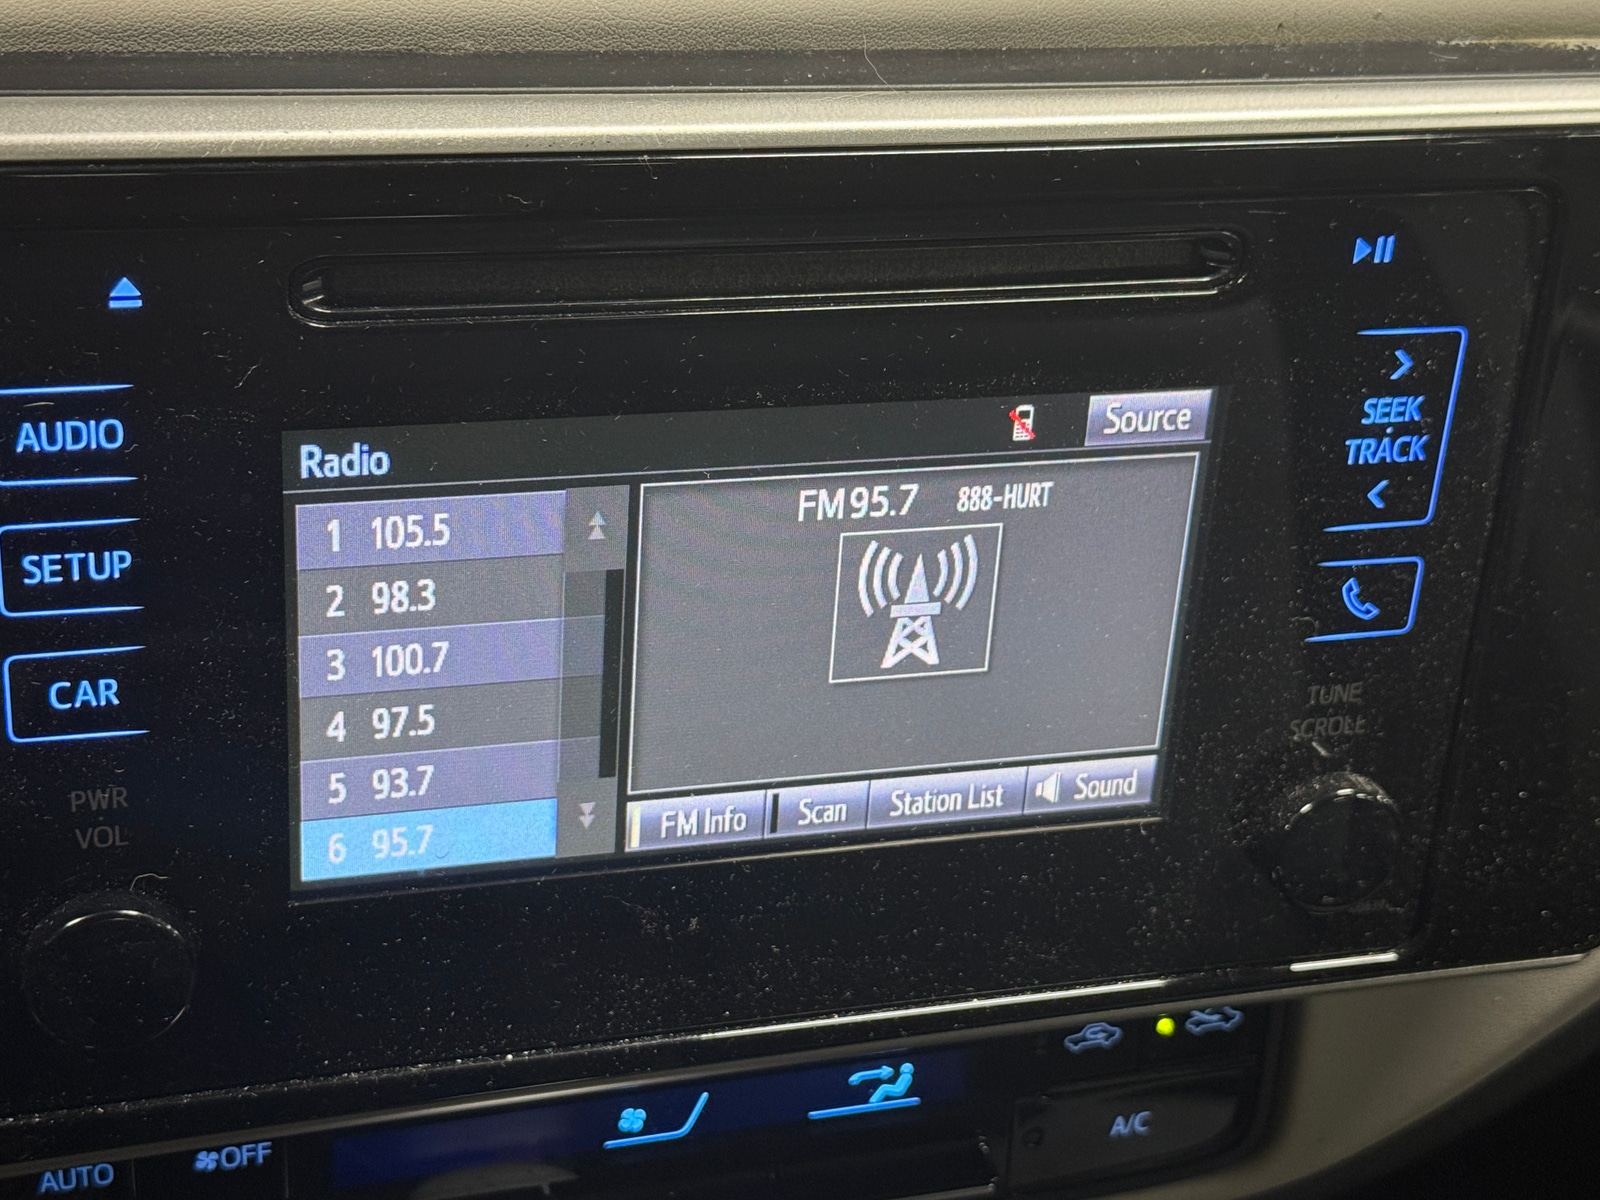 AUDIO
SETUP
CAR
PWR
VOL
Radio
Source
1 105.5
2 98.3
3 100.7
4 97.5
5 93.7
6 95.7
FM 95.7 888-HURT
FM Info
Scan
Station List
Sound
SEEK
TRACK
TUNE
SCROLL
AUTO
OFF
A/C